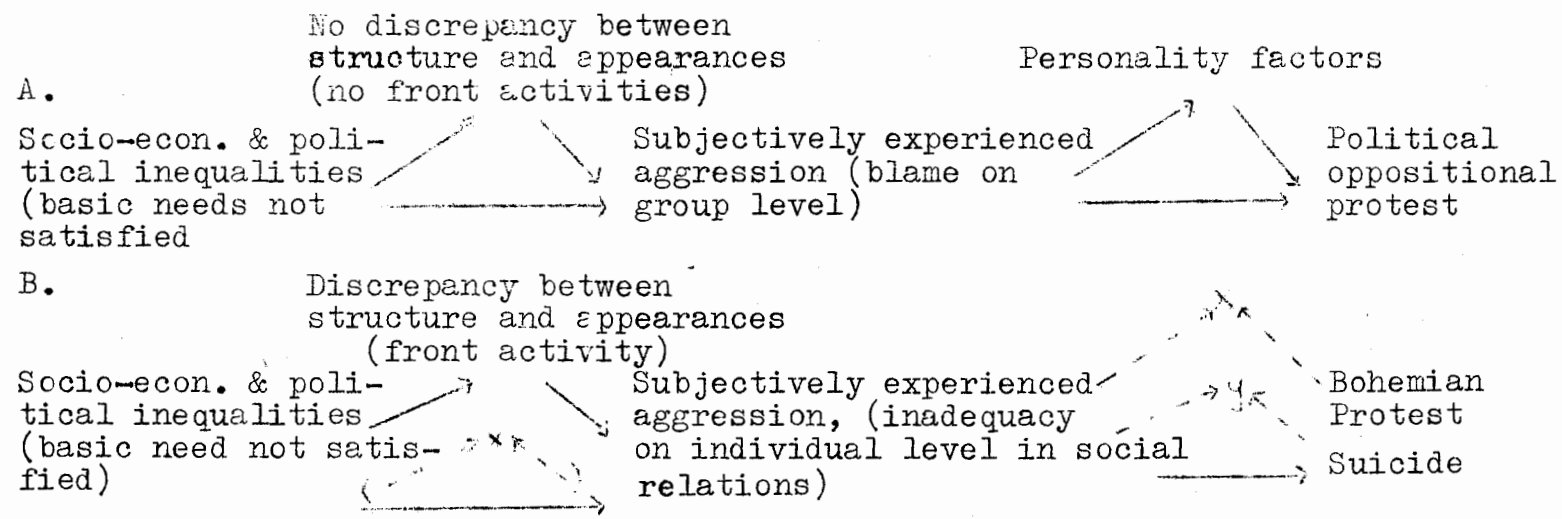 No discrepancy between
structure and appearances
(no front activities)
Personality factors
A.
Socio-econ. & poli-
tical inequalities
(basic needs not
satisfied
Subjectively experienced
aggression (blame on
group level)
Political
oppositional
protest
B.
Discrepancy between
structure and appearances
(front activity)
Socio-econ. & poli-
tical inequalities
(basic need not satis-
fied)
x
Subjectively experienced
aggression, (inadequacy
on individual level in social
relations)
y
Bohemian
Protest
Suicide